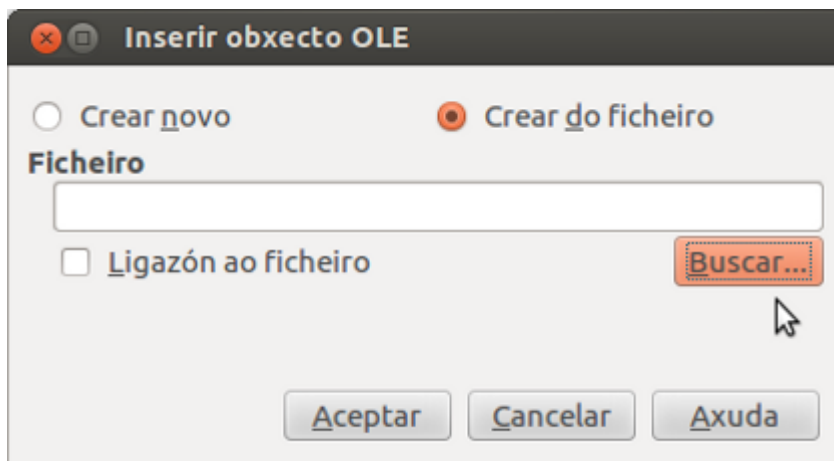 Inserir obxecto OLE
Crear novo Crear do ficheiro
Ficheiro
Ligazón ao ficheiro Buscar...
Aceptar Cancelar Axuda